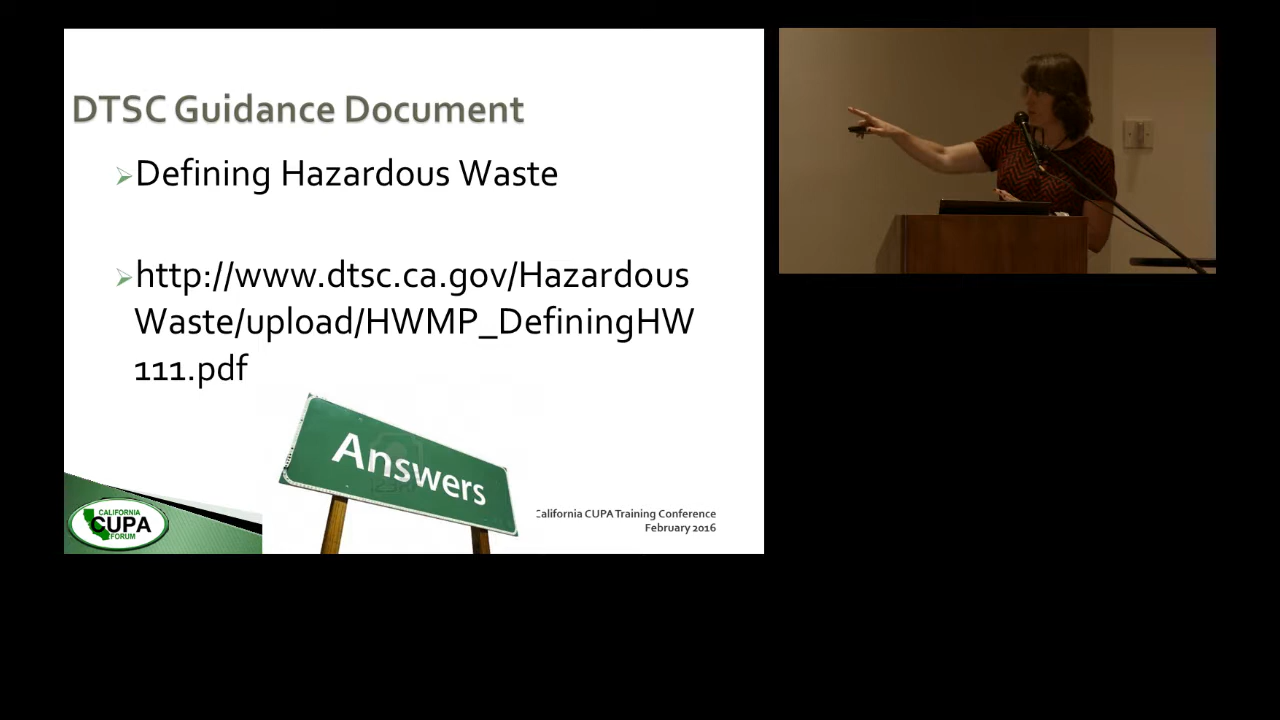 DTSC Guidance Document
Defining Hazardous Waste
http://www.dtsc.ca.gov/Hazardous
Waste/upload/HWMP_DefiningHW
111.pdf
Answers
CALIFORNIA
CUPA
FORUM
California CUPA Training Conference
February 2016